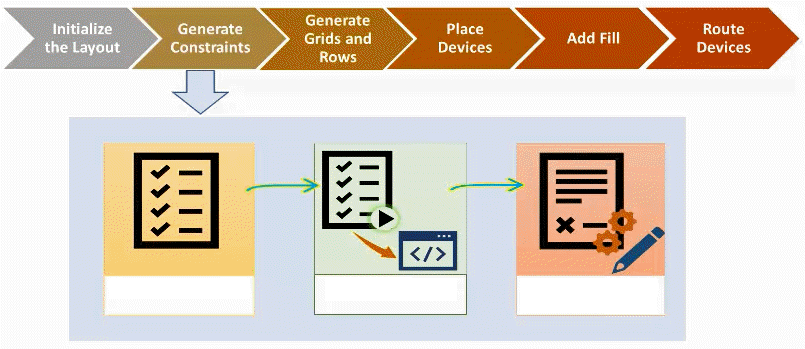 Initialize
the Layout
Generate
Constraints
Generate
Grids and
Rows
Place
Devices
Add Fill
Route
Devices